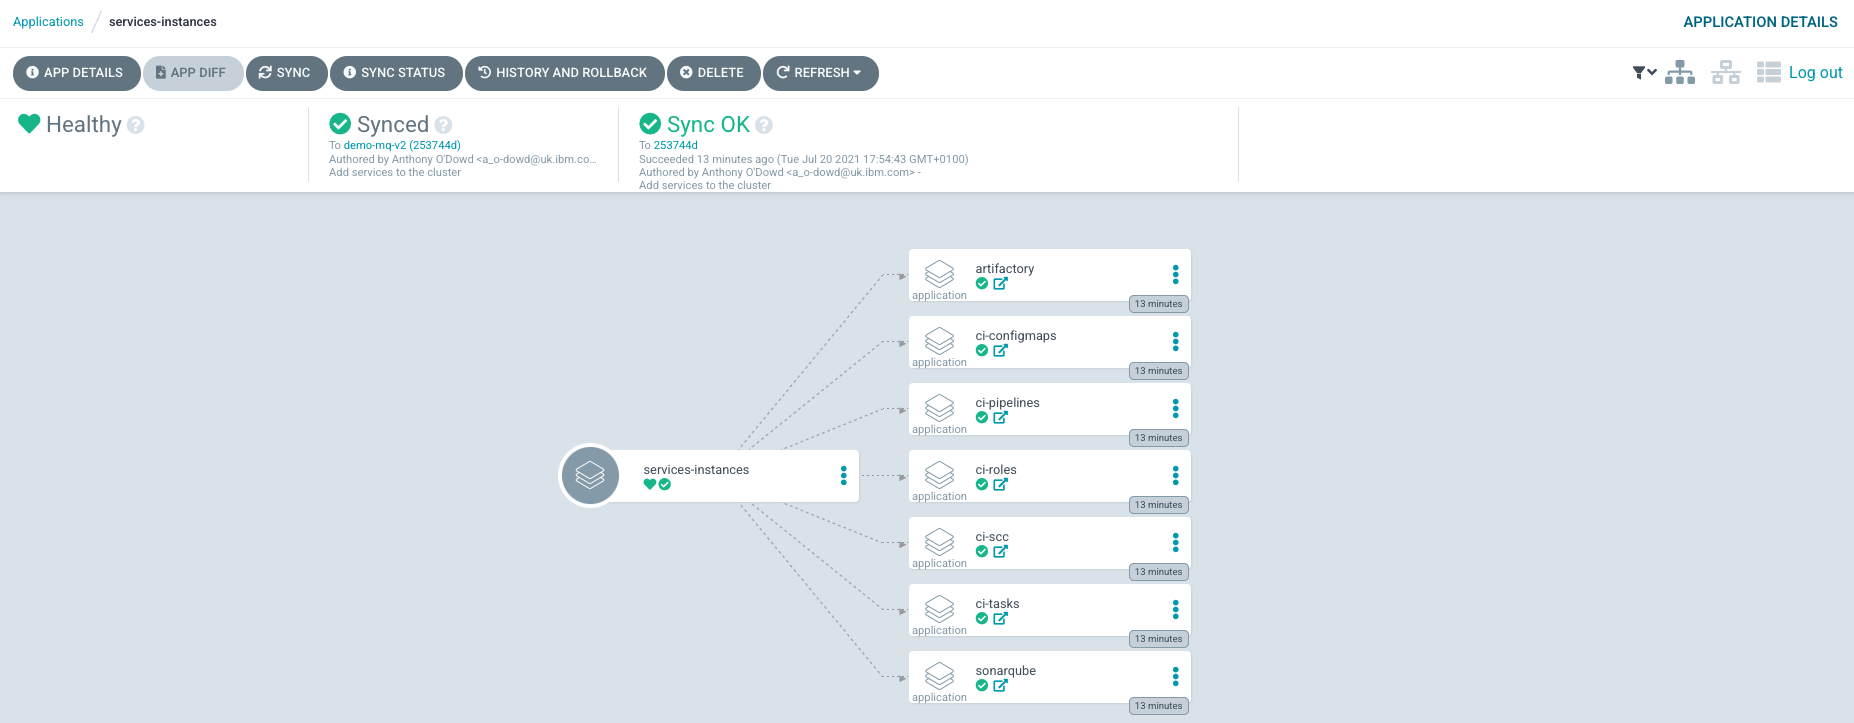 Applications / services-instances
APPLICATION DETAILS
APP DETAILS APP DIFF SYNC SYNC STATUS HISTORY AND ROLLBACK DELETE REFRESH
Log out
Healthy
Synced
To demo-mq-v2 (253744d)
Authored by Anthony O'Dowd <a_o-dowd@uk.ibm.co...
Add services to the cluster
Sync OK
To 253744d
Succeeded 13 minutes ago (Tue Jul 20 2021 17:54:43 GMT+0100)
Authored by Anthony O'Dowd <a_o-dowd@uk.ibm.com> -
Add services to the cluster
services-instances
artifactory
application
13 minutes
ci-configmaps
application
13 minutes
ci-pipelines
application
13 minutes
ci-roles
application
13 minutes
ci-scc
application
13 minutes
ci-tasks
application
13 minutes
sonarqube
application
13 minutes